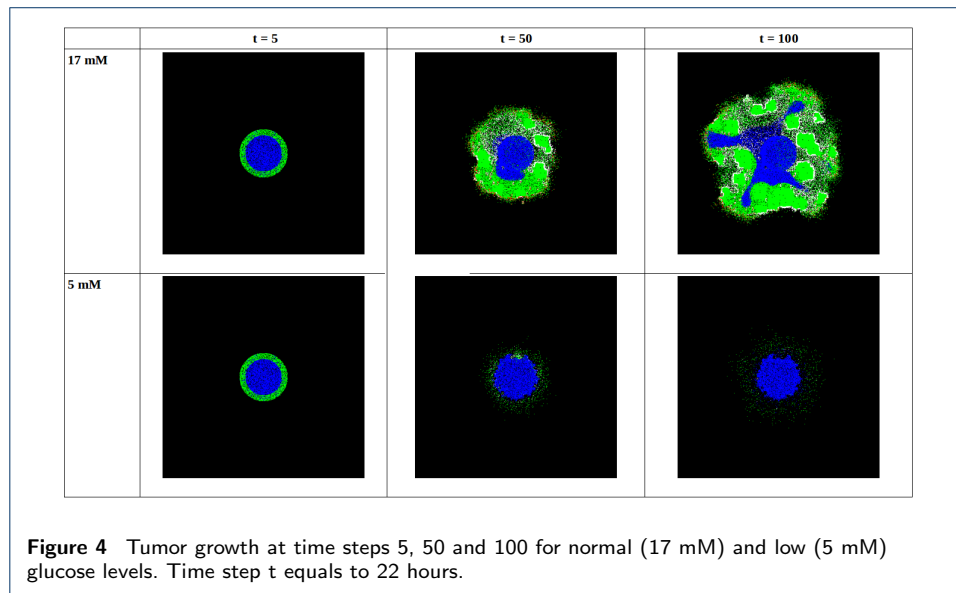 t = 5 t = 50 t = 100
17 mM
5 mM
Figure 4 Tumor growth at time steps 5, 50 and 100 for normal (17 mM) and low (5 mM)
glucose levels. Time step t equals to 22 hours.